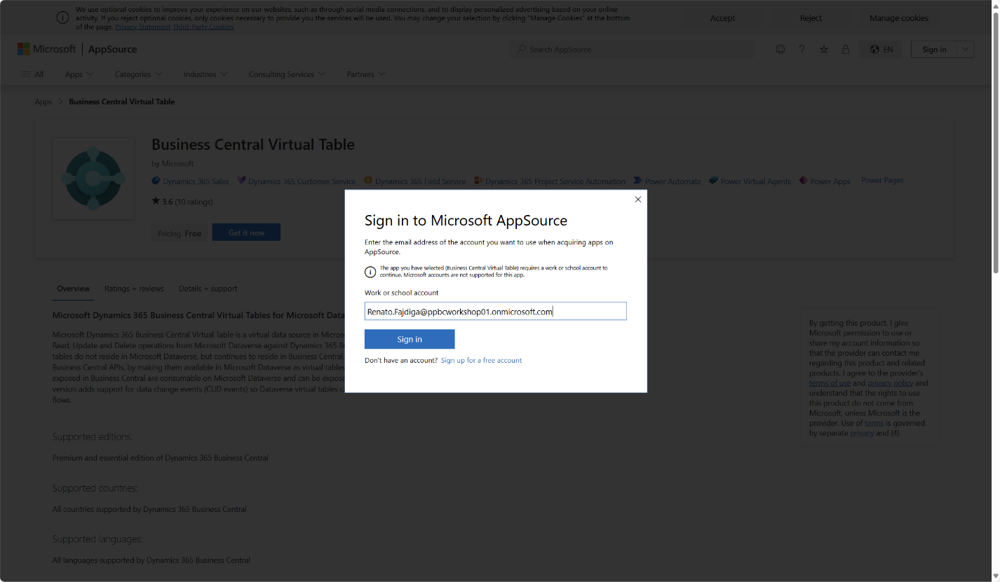 We use optional cookies to improve your experience on our websites, such as through social media connections, and to display personalized advertising based on your online
activity. If you reject optional cookies, only cookies necessary to provide you the services will be used. You may change your selection by clicking "Manage Cookies" at the bottom
of the page. Privacy Statement Third-Party Cookies
Accept
Reject
Manage cookies
Microsoft AppSource
Search AppSource
EN
Sign in
All
Apps
Categories
Industries
Consulting Services
Partners
Apps > Business Central Virtual Table
Business Central Virtual Table
by Microsoft
Dynamics 365 Sales
Dynamics 365 Customer Service
Dynamics 365 Field Service
Dynamics 365 Project Service Automation
Power Automate
Power Virtual Agents
Power Apps
Power Pages
3.6 (10 ratings)
Pricing Free
Get it now
Sign in to Microsoft AppSource
Enter the email address of the account you want to use when acquiring apps on
AppSource.
The app you have selected (Business Central Virtual Table) requires a work or school account to
continue. Microsoft accounts are not supported for this app.
Work or school account
Renato.Fajdiga@ppbcworkshop01.onmicrosoft.com
Sign in
Don't have an account? Sign up for a free account
Overview
Ratings + reviews
Details + support
Microsoft Dynamics 365 Business Central Virtual Tables for Microsoft Data
Microsoft Dynamics 365 Business Central Virtual Table is a virtual data source in Micros
Read, Update and Delete operations from Microsoft Dataverse against Dynamics 365 B
tables do not reside in Microsoft Dataverse, but continues to reside in Business Central.
Business Central APIs, by making them available in Microsoft Dataverse as virtual tables
exposed in Business Central are consumable on Microsoft Dataverse and can be expose
version adds support for data change events (CUD events) so Dataverse virtual tables c
flows.
Supported editions:
Premium and essential edition of Dynamics 365 Business Central
Supported countries:
All countries supported by Dynamics 365 Business Central
Supported languages:
All languages supported by Dynamics 365 Business Central
By getting this product, I give
Microsoft permission to use or
share my account information so
that the provider can contact me
regarding this product and related
products. I agree to the provider's
terms of use and privacy policy and
understand that the rights to use
this product do not come from
Microsoft, unless Microsoft is the
provider. Use of terms is governed
by separate privacy and {4}.